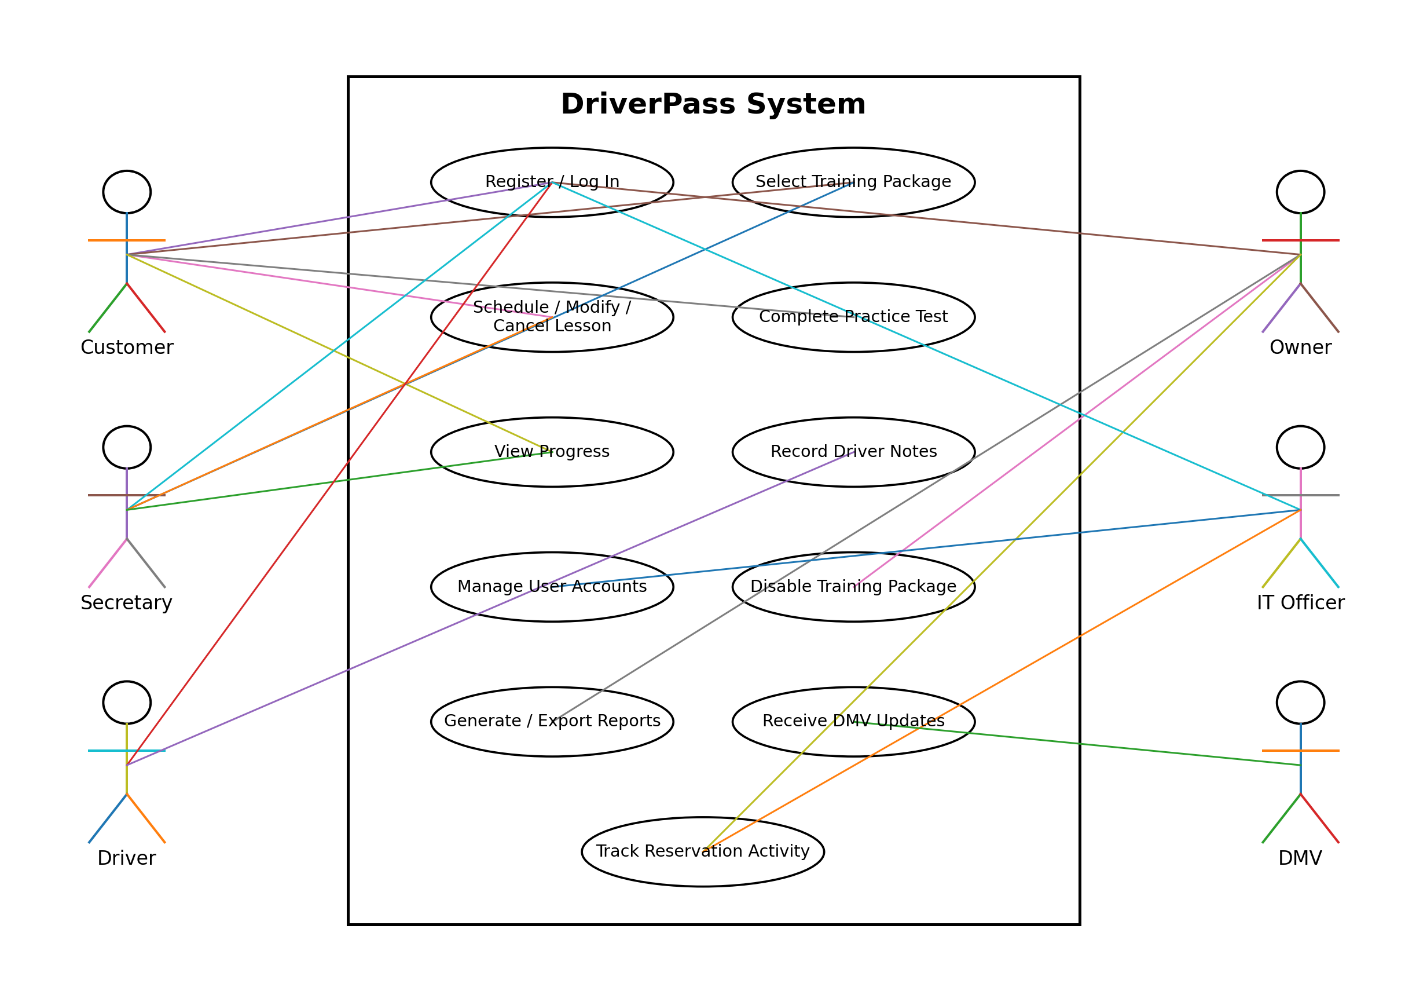 DriverPass System
Register / Log In
Select Training Package
Customer
Owner
Schedule / Modify /
Cancel Lesson
Complete Practice Test
View Progress
Record Driver Notes
Secretary
IT Officer
Manage User Accounts
Disable Training Package
Generate / Export Reports
Receive DMV Updates
Driver
DMV
Track Reservation Activity